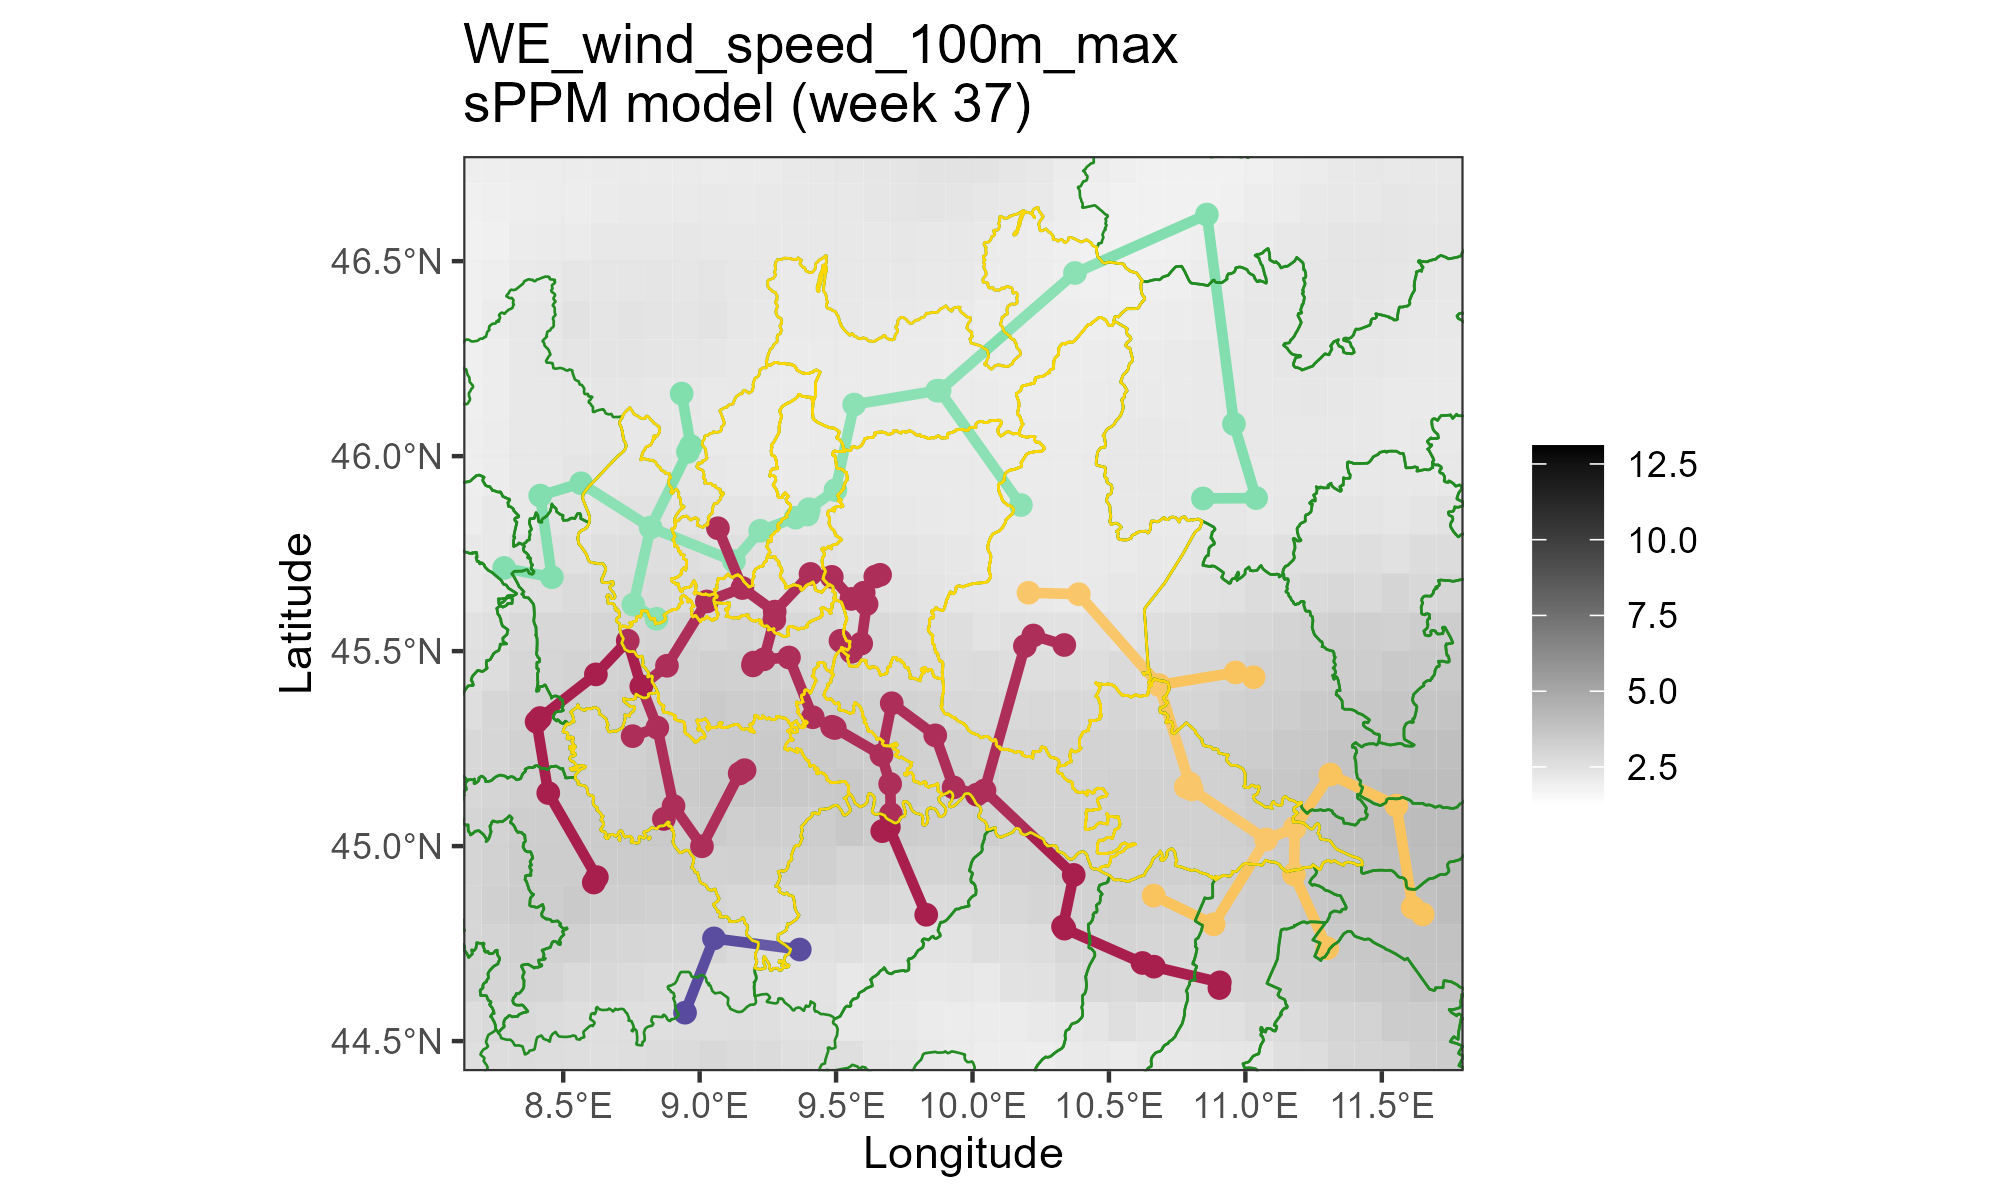 WE_wind_speed_100m_max
sPPM model (week 37)
46.5°N
46.0°N
45.5°N
45.0°N
44.5°N
Latitude
8.5°E
9.0°E
9.5°E
10.0°E
10.5°E
11.0°E
11.5°E
Longitude
12.5
10.0
7.5
5.0
2.5